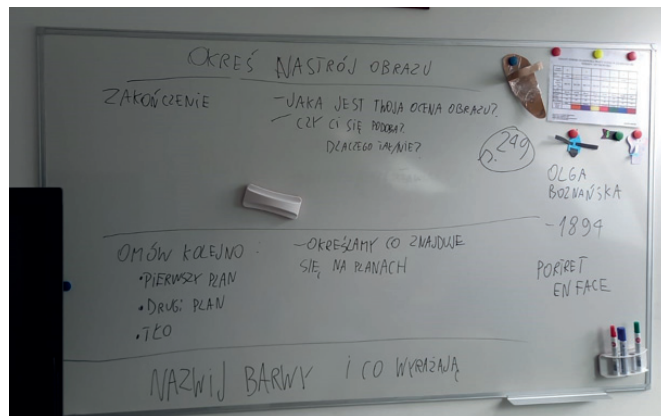 OKREŚ NASTRÓJ OBRAZU
ZAKOŃCZENIE
- JAKA JEST TWOJA OCENA OBRAZU?
- CZY CI SIĘ PODOBA?
DLACZEGO TAK/NIE?
249
OLGA
BOZNAŃSKA
- 1894
PORTRET
EN FACE
OMÓW KOLEJNO:
• PIERWSZY PLAN
• DRUGI PLAN
• TŁO
- OKREŚLAMY CO ZNAJDUJE
SIĘ NA PLANACH
NAZWIJ BARWY I CO WYRAŻAJĄ